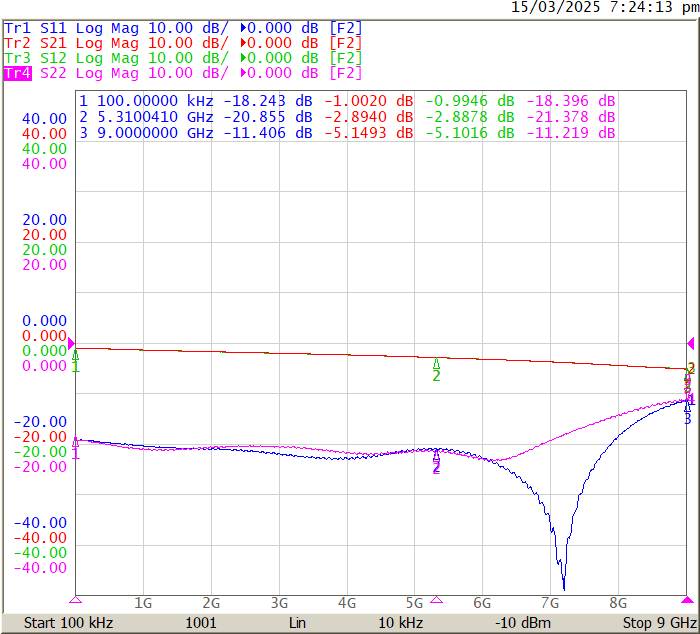 15/03/2025 7:24:13 pm
Tr1 S11 Log Mag 10.00 dB/ 0.000 dB [F2]
Tr2 S21 Log Mag 10.00 dB/ 0.000 dB [F2]
Tr3 S12 Log Mag 10.00 dB/ 0.000 dB [F2]
Tr4 S22 Log Mag 10.00 dB/ 0.000 dB [F2]
1 100.00000 kHz -18.243 dB -1.0020 dB -0.9946 dB -18.396 dB
2 5.3100410 GHz -20.855 dB -2.8940 dB -2.8878 dB -21.378 dB
3 9.0000000 GHz -11.406 dB -5.1493 dB -5.1016 dB -11.219 dB
40.00
40.00
40.00
40.00
20.00
20.00
20.00
20.00
0.000
0.000
0.000
0.000
-20.00
-20.00
-20.00
-20.00
-40.00
-40.00
-40.00
-40.00
1
2
1
2
3
1G 2G 3G 4G 5G 6G 7G 8G
Start 100 kHz 1001 Lin 10 kHz -10 dBm Stop 9 GHz